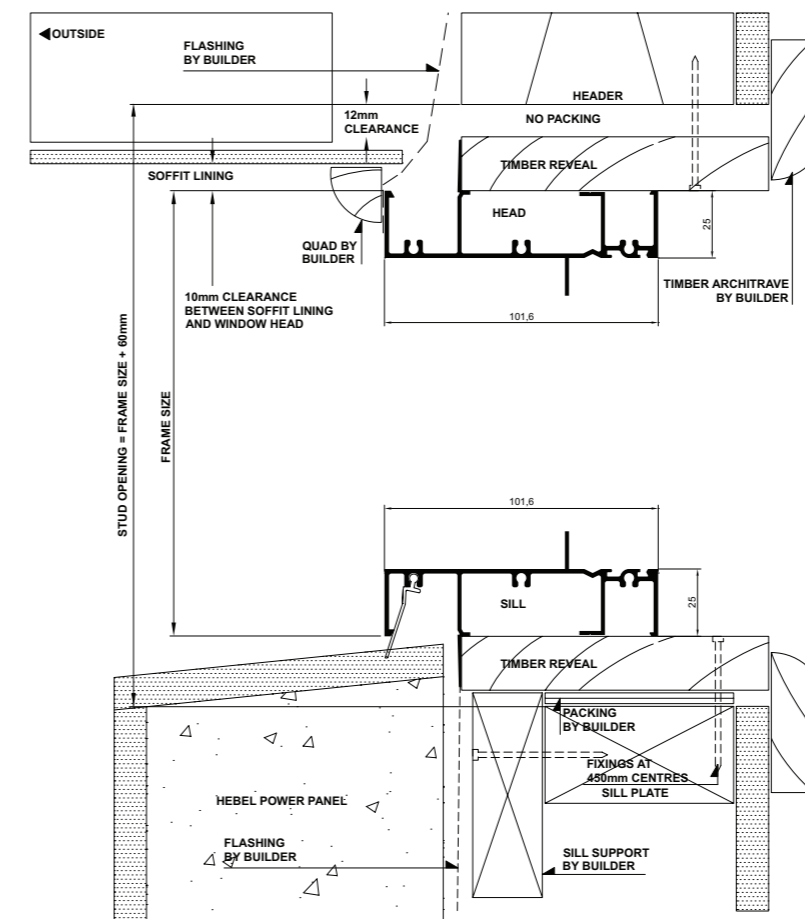 OUTSIDE
FLASHING
BY BUILDER
HEADER
12mm
CLEARANCE
NO PACKING
TIMBER REVEAL
SOFFIT LINING
HEAD
25
QUAD BY
BUILDER
TIMBER ARCHITRAVE
BY BUILDER
10mm CLEARANCE
BETWEEN SOFFIT LINING
AND WINDOW HEAD
101,6
STUD OPENING = FRAME SIZE + 60mm
FRAME SIZE
101,6
SILL
25
TIMBER REVEAL
PACKING
BY BUILDER
FIXINGS AT
450mm CENTRES
SILL PLATE
HEBEL POWER PANEL
FLASHING
BY BUILDER
SILL SUPPORT
BY BUILDER